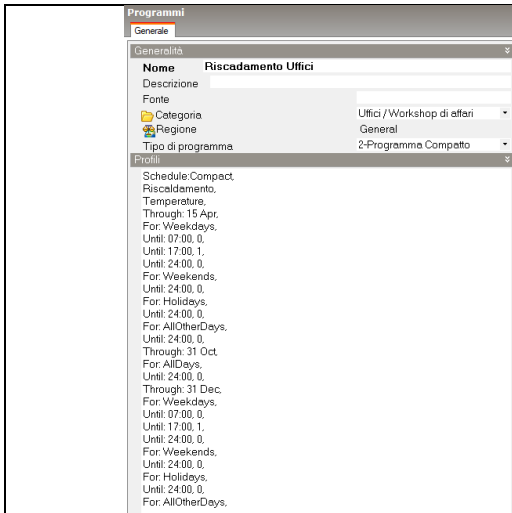 Programmi
Generale
Generalità
Nome Riscadamento Uffici
Descrizione
Fonte
Categoria Uffici / Workshop di affari
Regione General
Tipo di programma 2-Programma Compatto
Profili
Schedule:Compact,
Riscaldamento,
Temperature,
Through: 15 Apr,
For: Weekdays,
Until: 07:00, 0,
Until: 17:00, 1,
Until: 24:00, 0,
For: Weekends,
Until: 24:00, 0,
For: Holidays,
Until: 24:00, 0,
For: AllOtherDays,
Until: 24:00, 0,
Through: 31 Oct,
For: AllDays,
Until: 24:00, 0,
Through: 31 Dec,
For: Weekdays,
Until: 07:00, 0,
Until: 17:00, 1,
Until: 24:00, 0,
For: Weekends,
Until: 24:00, 0,
For: Holidays,
Until: 24:00, 0,
For: AllOtherDays,